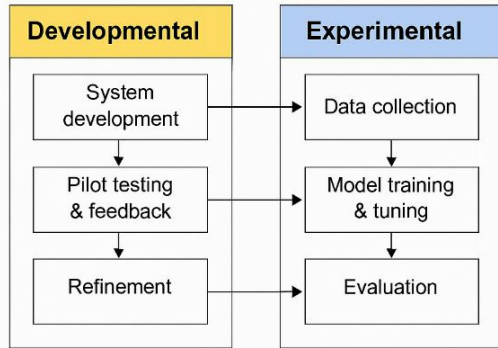 Developmental
System
development
Pilot testing
& feedback
Refinement
Experimental
Data collection
Model training
& tuning
Evaluation